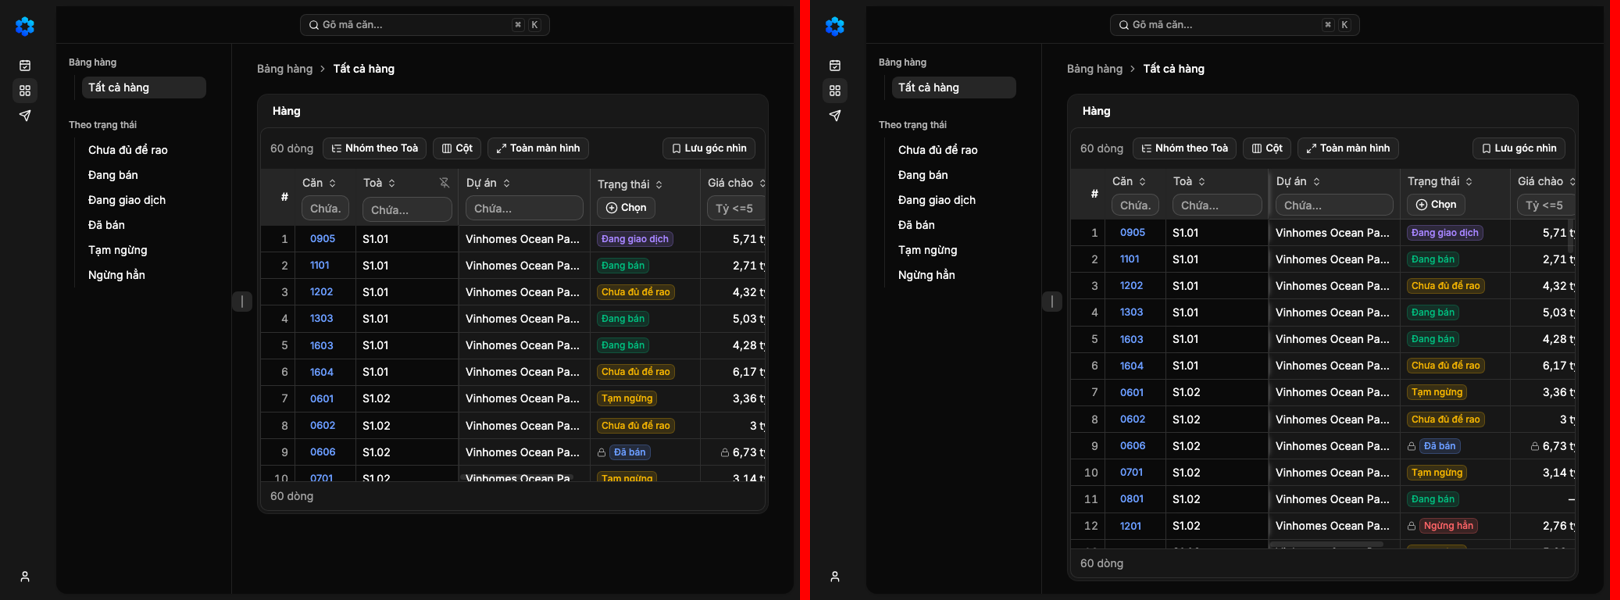 Gõ mã căn... ⌘ K
Bảng hàng
Tất cả hàng
Theo trạng thái
Chưa đủ để rao
Đang bán
Đang giao dịch
Đã bán
Tạm ngừng
Ngừng hẳn
Bảng hàng > Tất cả hàng
Hàng
60 dòng Nhóm theo Toà Cột Toàn màn hình Lưu góc nhìn
# Căn Toà Dự án Trạng thái Giá chào
Chứa. Chứa... Chứa... Chọn Tỷ <=5
1 0905 S1.01 Vinhomes Ocean Pa... Đang giao dịch 5,71 tỷ
2 1101 S1.01 Vinhomes Ocean Pa... Đang bán 2,71 tỷ
3 1202 S1.01 Vinhomes Ocean Pa... Chưa đủ để rao 4,32 tỷ
4 1303 S1.01 Vinhomes Ocean Pa... Đang bán 5,03 tỷ
5 1603 S1.01 Vinhomes Ocean Pa... Đang bán 4,28 tỷ
6 1604 S1.01 Vinhomes Ocean Pa... Chưa đủ để rao 6,17 tỷ
7 0601 S1.02 Vinhomes Ocean Pa... Tạm ngừng 3,36 tỷ
8 0602 S1.02 Vinhomes Ocean Pa... Chưa đủ để rao 3 tỷ
9 0606 S1.02 Vinhomes Ocean Pa... Đã bán 6,73 tỷ
10 0701 S1.02 Vinhomes Ocean Pa... Tạm ngừng 3,14 tỷ
60 dòng
Gõ mã căn... ⌘ K
Bảng hàng
Tất cả hàng
Theo trạng thái
Chưa đủ để rao
Đang bán
Đang giao dịch
Đã bán
Tạm ngừng
Ngừng hẳn
Bảng hàng > Tất cả hàng
Hàng
60 dòng Nhóm theo Toà Cột Toàn màn hình Lưu góc nhìn
# Căn Toà Dự án Trạng thái Giá chào
Chứa. Chứa... Chứa... Chọn Tỷ <=5
1 0905 S1.01 Vinhomes Ocean Pa... Đang giao dịch 5,71 tỷ
2 1101 S1.01 Vinhomes Ocean Pa... Đang bán 2,71 tỷ
3 1202 S1.01 Vinhomes Ocean Pa... Chưa đủ để rao 4,32 tỷ
4 1303 S1.01 Vinhomes Ocean Pa... Đang bán 5,03 tỷ
5 1603 S1.01 Vinhomes Ocean Pa... Đang bán 4,28 tỷ
6 1604 S1.01 Vinhomes Ocean Pa... Chưa đủ để rao 6,17 tỷ
7 0601 S1.02 Vinhomes Ocean Pa... Tạm ngừng 3,36 tỷ
8 0602 S1.02 Vinhomes Ocean Pa... Chưa đủ để rao 3 tỷ
9 0606 S1.02 Vinhomes Ocean Pa... Đã bán 6,73 tỷ
10 0701 S1.02 Vinhomes Ocean Pa... Tạm ngừng 3,14 tỷ
11 0801 S1.02 Vinhomes Ocean Pa... Đang bán —
12 1201 S1.02 Vinhomes Ocean Pa... Ngừng hẳn 2,76 tỷ
60 dòng